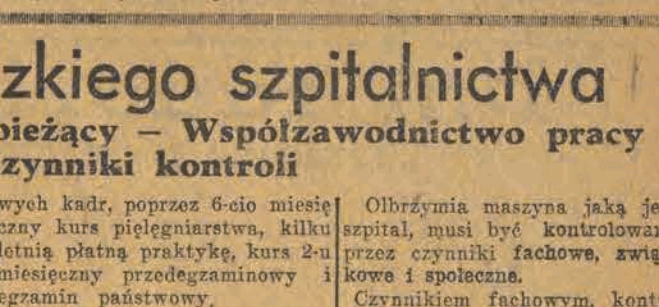 zkiego szpitalnictwa
bieżący — Współzawodnictwo pracy
zynniki kontroli
wych kadr, poprzez 6-cio miesię
czny kurs pielęgniarstwa, kilku
letnią płatną praktykę, kurs 2-u
miesięczny przedegzaminowy i
egzamin państwowy.
Olbrzymia maszyna jaką je
szpital, musi być kontrolowan
przez czynniki fachowe, zwią
kowe i społeczne.
Czynnikiem fachowym, kont